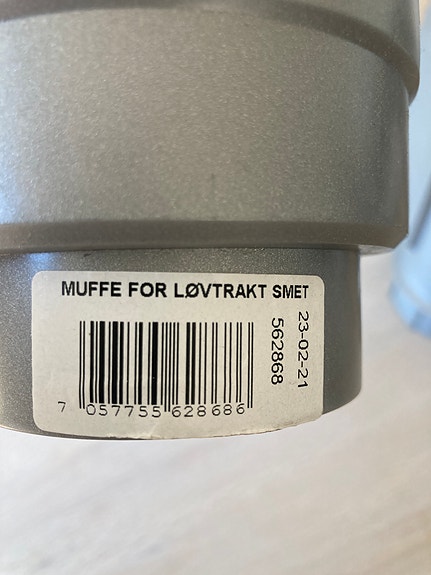 MUFFE FOR LØVTRAKT SMET
23-02-21
562868
7 057755 628686